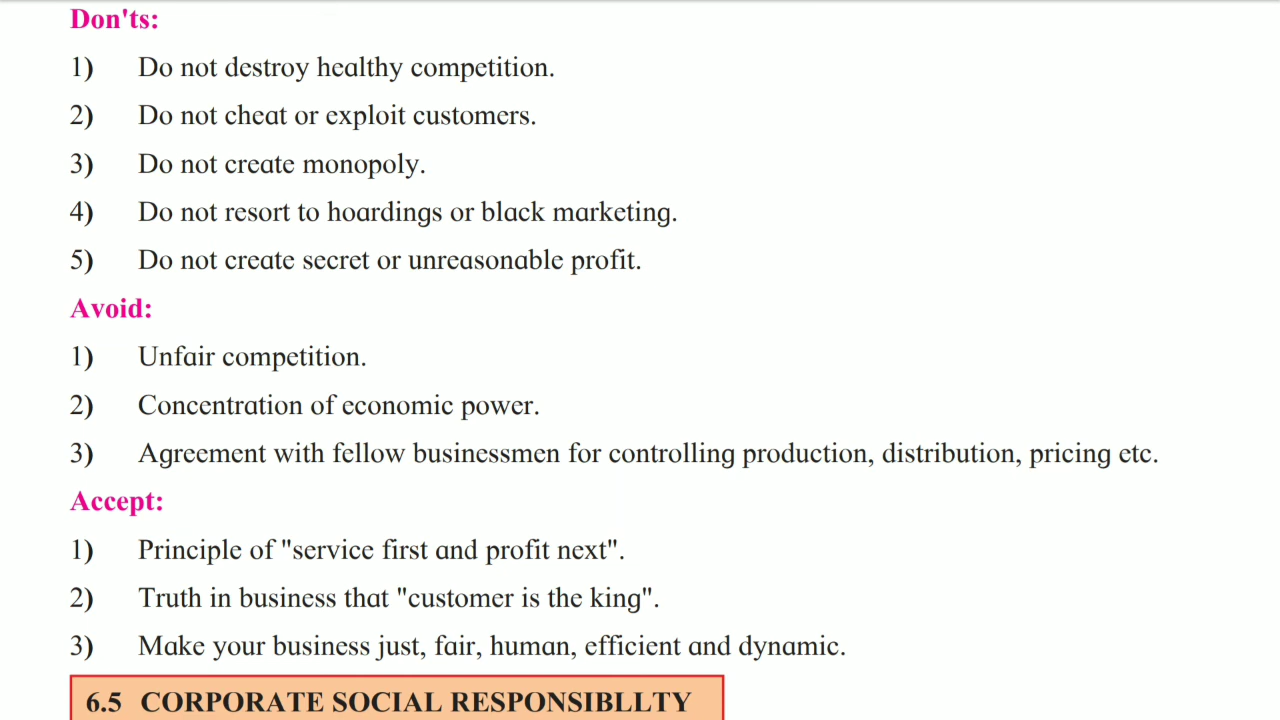 Don'ts:
1) Do not destroy healthy competition.
2) Do not cheat or exploit customers.
3) Do not create monopoly.
4) Do not resort to hoardings or black marketing.
5) Do not create secret or unreasonable profit.
Avoid:
1) Unfair competition.
2) Concentration of economic power.
3) Agreement with fellow businessmen for controlling production, distribution, pricing etc.
Accept:
1) Principle of "service first and profit next".
2) Truth in business that "customer is the king".
3) Make your business just, fair, human, efficient and dynamic.
6.5 CORPORATE SOCIAL RESPONSIBLLTY